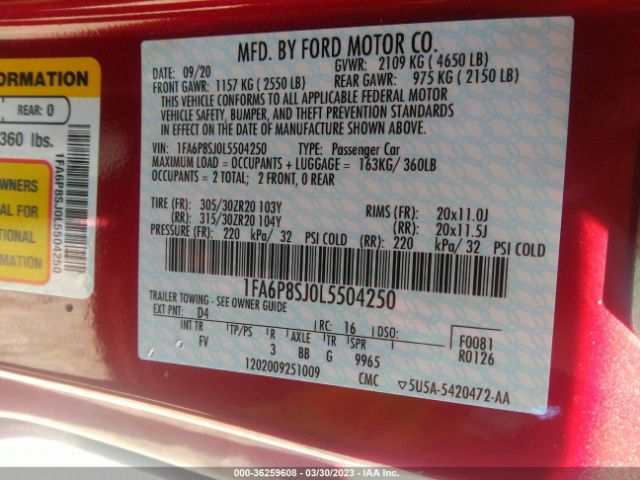 MFD. BY FORD MOTOR CO.
DATE: 09/20 GVWR: 2109 KG ( 4650 LB)
FRONT GAWR: 1157 KG ( 2550 LB) REAR GAWR: 975 KG ( 2150 LB)
THIS VEHICLE CONFORMS TO ALL APPLICABLE FEDERAL MOTOR
VEHICLE SAFETY, BUMPER, AND THEFT PREVENTION STANDARDS
IN EFFECT ON THE DATE OF MANUFACTURE SHOWN ABOVE.
VIN: 1FA6P8SJ0L5504250 TYPE: Passenger Car
MAXIMUM LOAD = OCCUPANTS + LUGGAGE = 163KG/ 360LB
OCCUPANTS = 2 TOTAL; 2 FRONT, 0 REAR
TIRE (FR): 305/30ZR20 103Y RIMS (FR): 20x11.0J
(RR): 315/30ZR20 104Y (RR): 20x11.5J
PRESSURE (FR): 220 kPa/ 32 PSI COLD (RR): 220 kPa/ 32 PSI COLD
1FA6P8SJ0L5504250
TRAILER TOWING - SEE OWNER GUIDE
EXT PNT: D4 RC: 16 DSO: F0081
INT TR TP/PS R AXLE TR SPR R0126
FV 3 BB G 9965
1202009251009 CMC ▽5U5A-5420472-AA
FORMATION
REAR: 0
360 lbs.
WNERS
AL FOR
TIONAL
ORMATION
1FA6P8SJ0L5504250
000-36259608 - 03/30/2023 - IAA Inc.